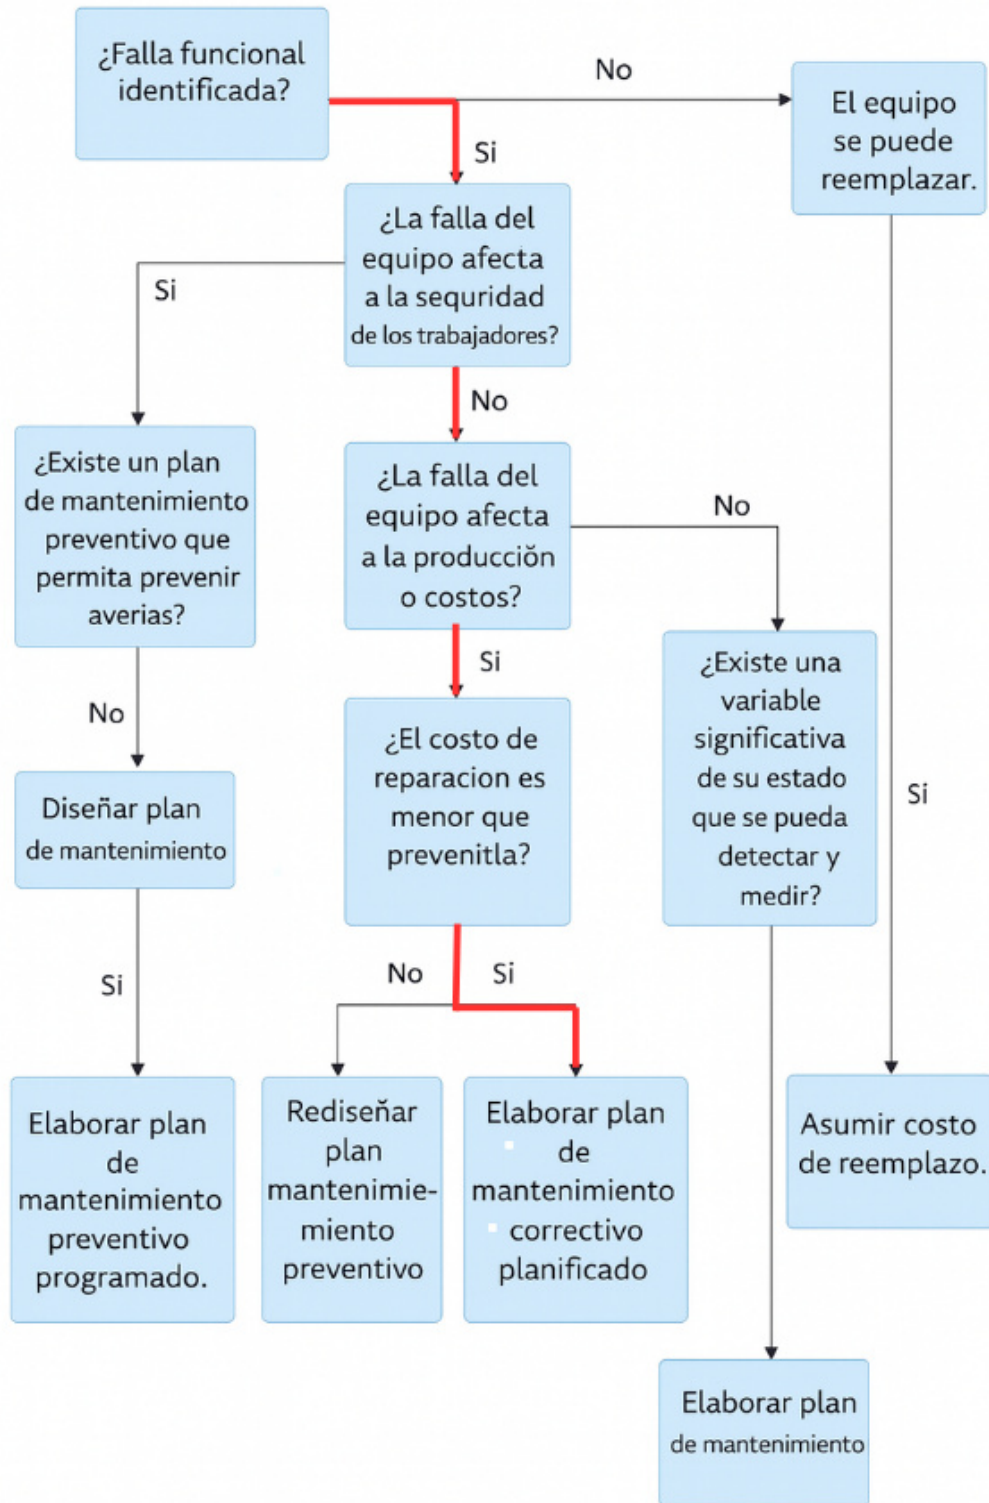 ¿Falla funcional
identificada?
No
El equipo
se puede
reemplazar.
Si
¿La falla del
equipo afecta
a la sequridad
de los trabajadores?
Si
No
¿Existe un plan
de mantenimiento
preventivo que
permita prevenir
averias?
¿La falla del
equipo afecta
a la producción
o costos?
No
Si
¿Existe una
variable
significativa
de su estado
que se pueda
detectar y
medir?
No
¿El costo de
reparacion es
menor que
prevenitla?
Si
Diseñar plan
de mantenimiento
No
Si
Si
Elaborar plan
de
mantenimiento
preventivo
programado.
Rediseñar
plan
mantenimie-
miento
preventivo
Elaborar plan
de
mantenimiento
correctivo
planificado
Asumir costo
de reemplazo.
Elaborar plan
de mantenimiento